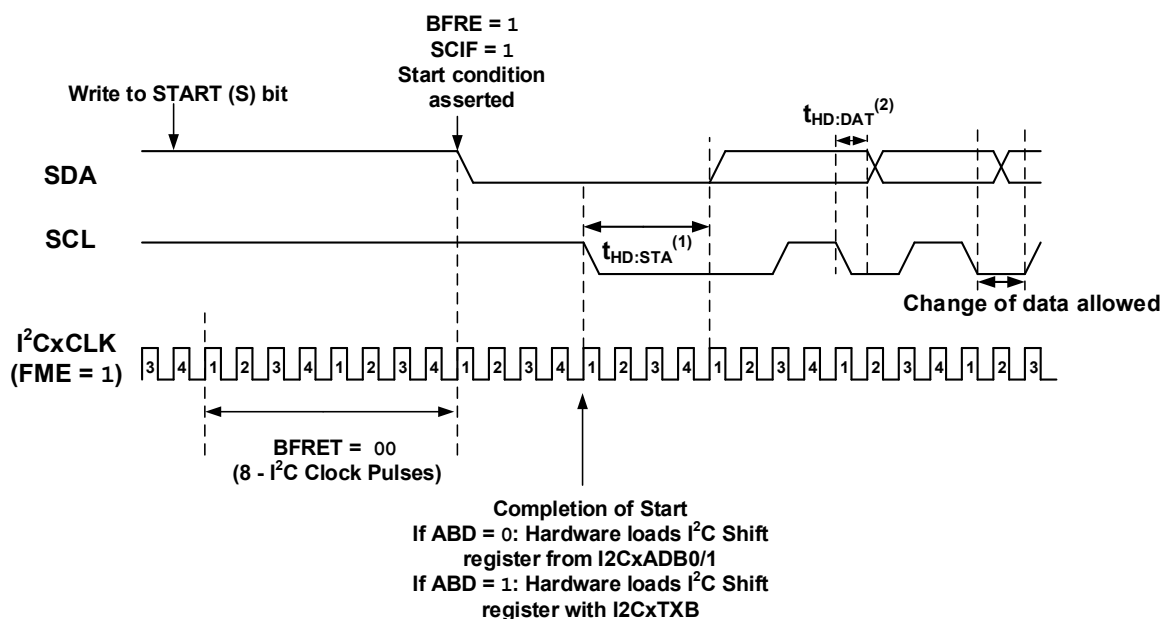 BFRE = 1
SCIF = 1
Start condition
asserted
Write to START (S) bit
tHD:DAT(2)
SDA
SCL
tHD:STA(1)
Change of data allowed
I2CxCLK
(FME = 1)
3 4 1 2 3 4 1 2 3 4 1 2 3 4 1 2 3 4 1 2 3 4 1 2 3 4 1 2 3
BFRET = 00
(8 - I2C Clock Pulses)
Completion of Start
If ABD = 0: Hardware loads I2C Shift
register from I2CxADB0/1
If ABD = 1: Hardware loads I2C Shift
register with I2CxTXB